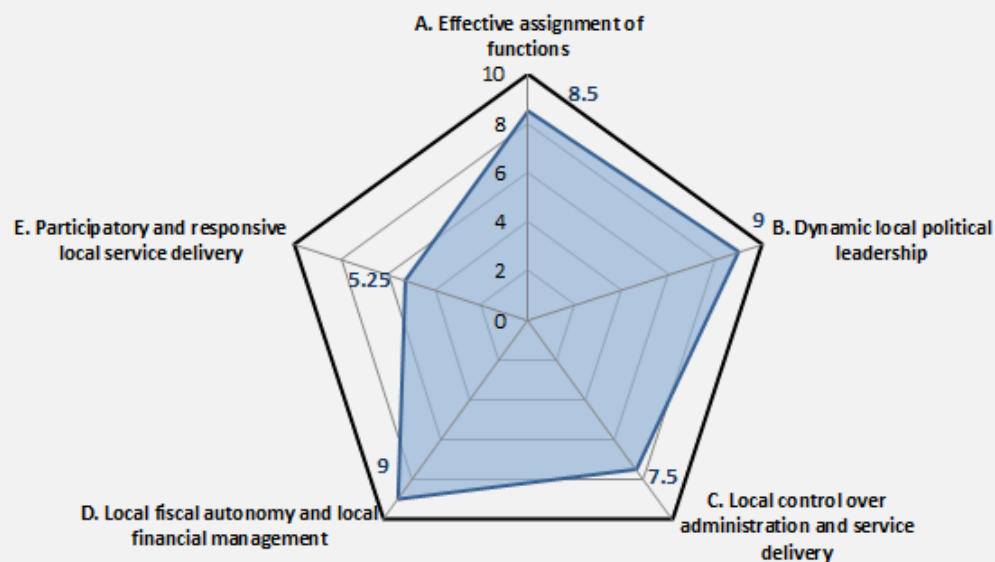 A. Effective assignment of
functions
10
8.5
8
6
4
2
0
9
B. Dynamic local political
leadership
E. Participatory and responsive
local service delivery
5.25
9
7.5
D. Local fiscal autonomy and local
financial management
C. Local control over
administration and service
delivery